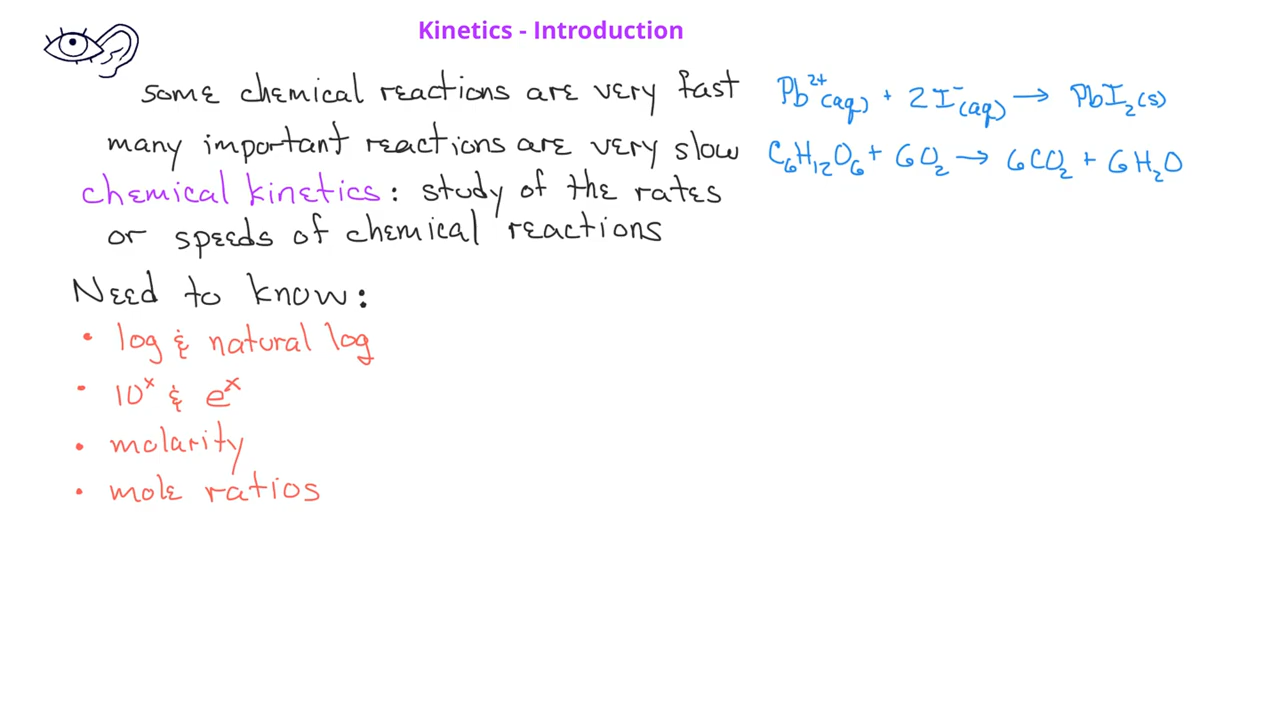 Kinetics - Introduction
some chemical reactions are very fast Pb²⁺(aq) + 2I⁻(aq) → PbI₂(s)
many important reactions are very slow C₆H₁₂O₆ + 6O₂ → 6CO₂ + 6H₂O
chemical kinetics: study of the rates
or speeds of chemical reactions
Need to know:
• log & natural log
• 10ˣ & eˣ
• molarity
• mole ratios